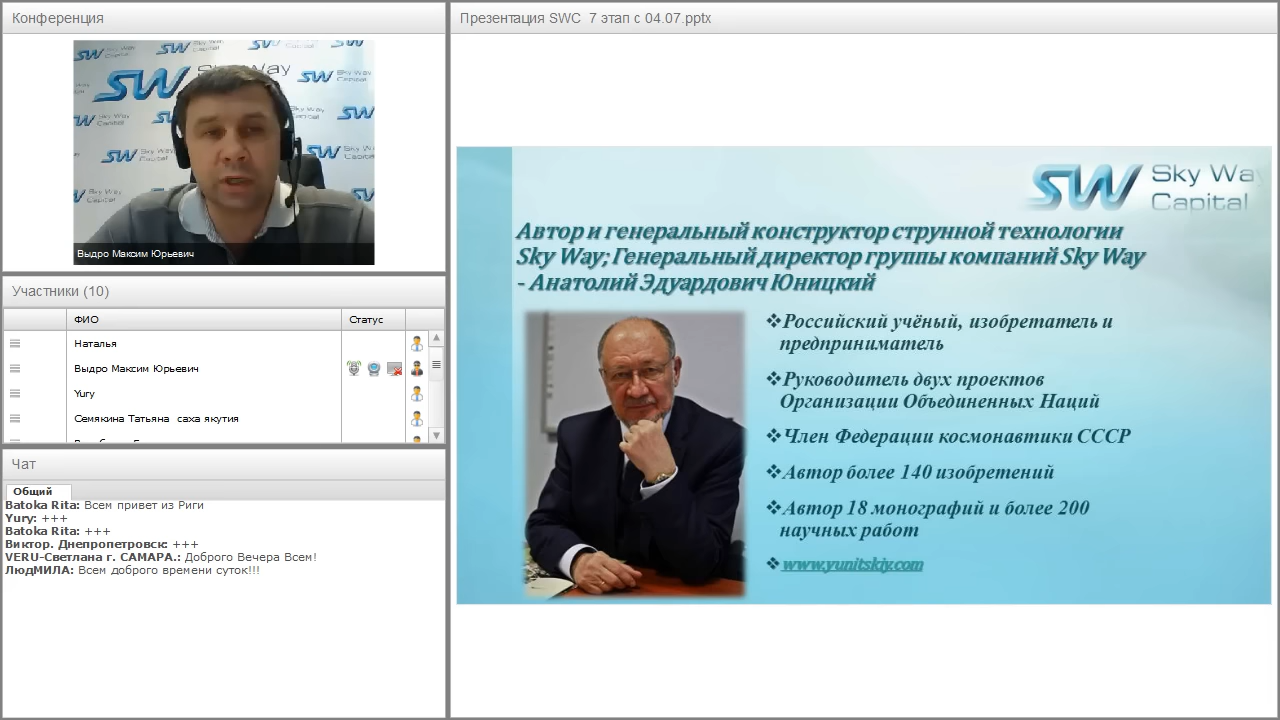 Конференция
Sky Way
Capital
SW
Выдро Максим Юрьевич
Участники (10)
ФИО
Статус
Наталья
Выдро Максим Юрьевич
Yury
Семякина Татьяна саха якутия
Чат
Общий
Batoka Rita: Всем привет из Риги
Yury: +++
Batoka Rita: +++
Виктор. Днепропетровск: +++
VERU-Светлана г. САМАРА.: Доброго Вечера Всем!
ЛюдМИЛА: Всем доброго времени суток!!!
Презентация SWC 7 этап с 04.07.pptx
SW Sky Wa
Capital
Автор и генеральный конструктор струнной технологии
Sky Way; Генеральный директор группы компаний Sky Way
- Анатолий Эдуардович Юницкий
❖Российский учёный, изобретатель и
предприниматель
❖Руководитель двух проектов
Организации Объединенных Наций
❖Член Федерации космонавтики СССР
❖Автор более 140 изобретений
❖Автор 18 монографий и более 200
научных работ
❖www.yunitskiy.com